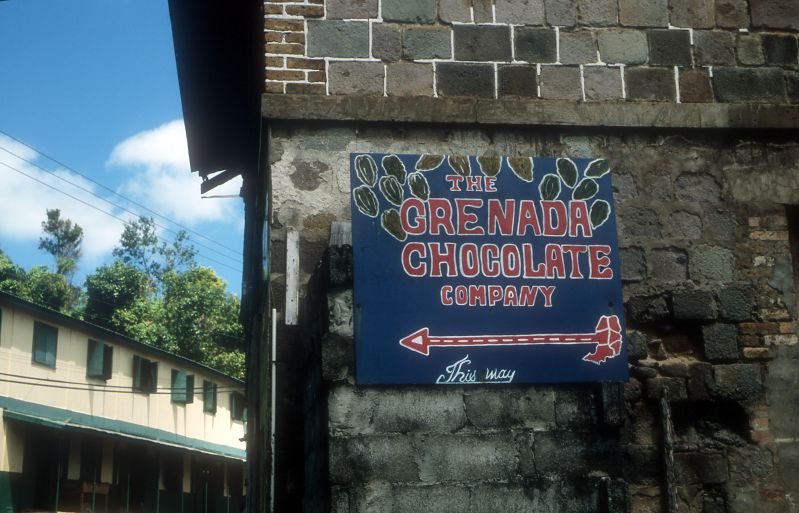 THE
GRENADA
CHOCOLATE
COMPANY
This way